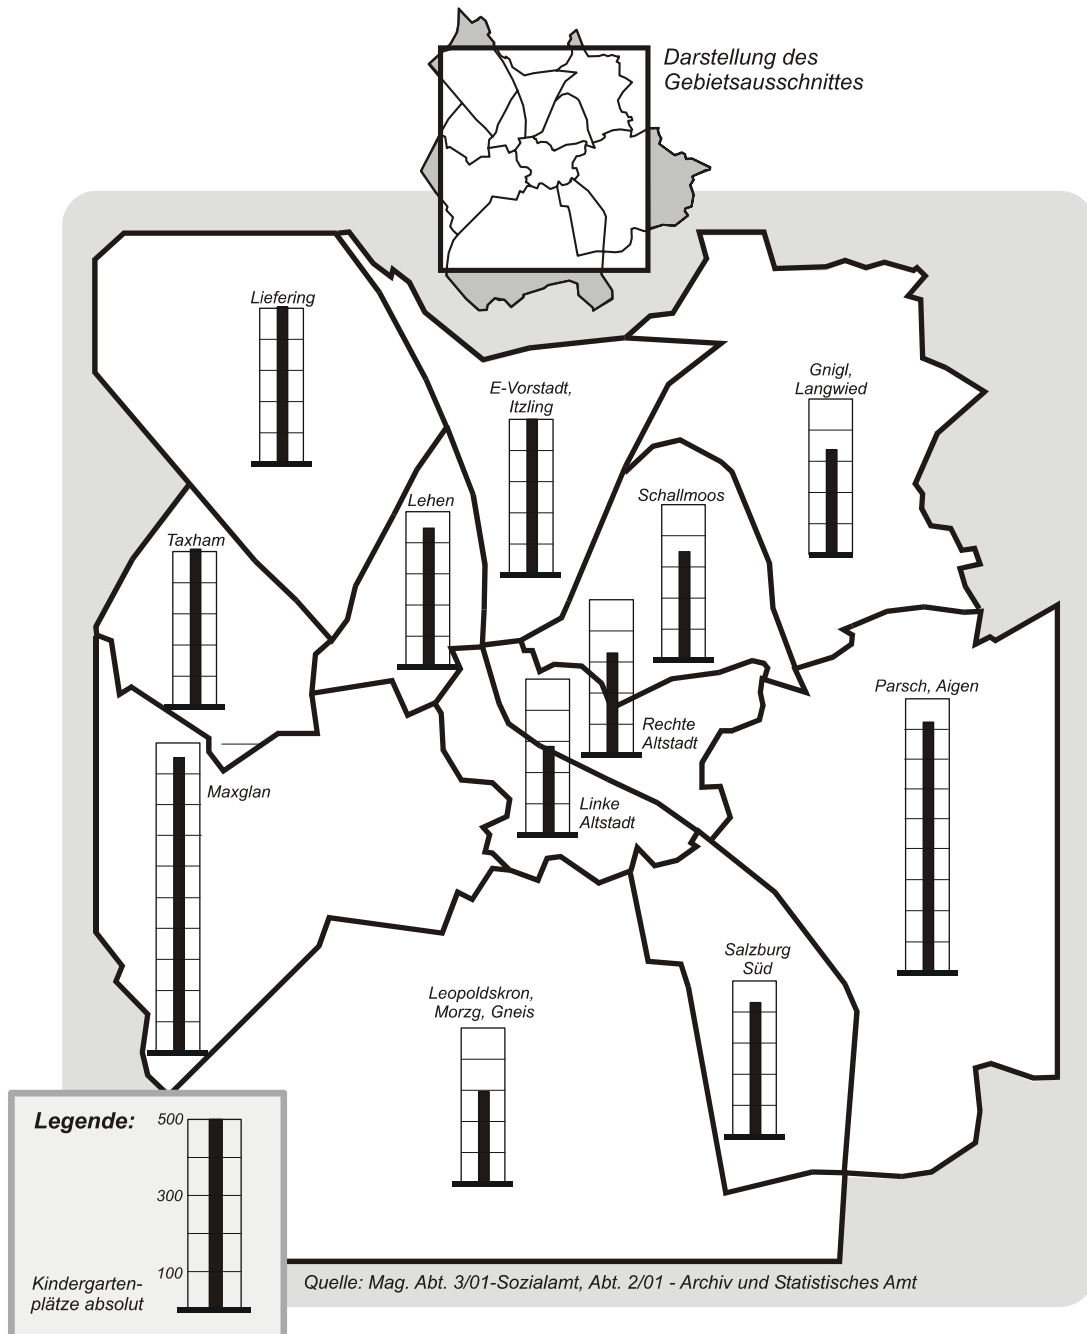 Darstellung des
Gebietsausschnittes
Liefering
E-Vorstadt,
Itzling
Gnigl,
Langwied
Lehen
Schallmoos
Taxham
Parsch, Aigen
Rechte
Altstadt
Maxglan
Linke
Altstadt
Salzburg
Süd
Leopoldskron,
Morzg, Gneis
Legende:
500
300
100
Kindergarten-
plätze absolut
Quelle: Mag. Abt. 3/01-Sozialamt, Abt. 2/01 - Archiv und Statistisches Amt